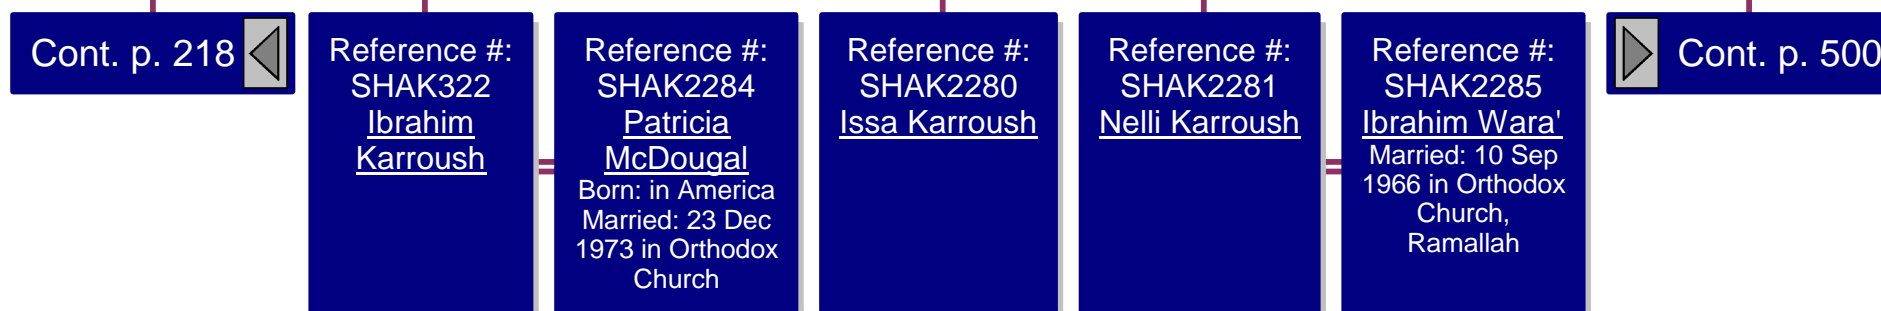 Cont. p. 218
Reference #:
SHAK322
Ibrahim
Karroush
Reference #:
SHAK2284
Patricia
McDougal
Born: in America
Married: 23 Dec
1973 in Orthodox
Church
Reference #:
SHAK2280
Issa Karroush
Reference #:
SHAK2281
Nelli Karroush
Reference #:
SHAK2285
Ibrahim Wara'
Married: 10 Sep
1966 in Orthodox
Church,
Ramallah
Cont. p. 500